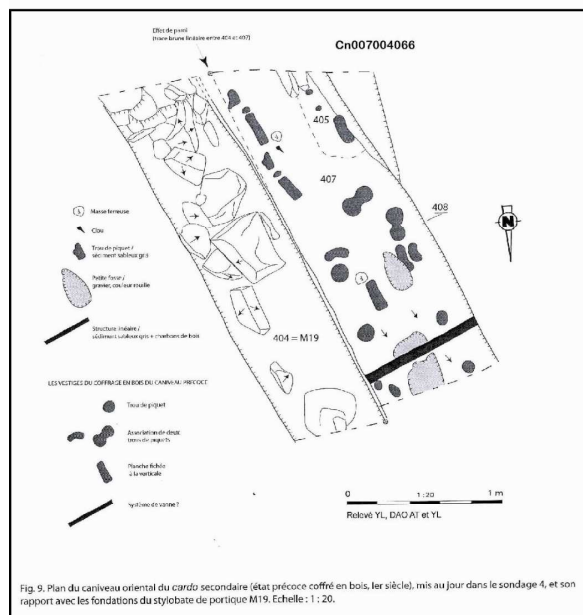 Effet de paroi
(trace brune linéaire entre 404 et 407)
Cn007004066
405
407
408
N
Masse ferreuse
Clou
Trou de piquet /
sédiment sableux gris
Petite fosse /
gravier, couleur rouille
404 = M19
Structure linéaire /
sédiment sableux gris + charbons de bois
LES VESTIGES DU COFFRAGE EN BOIS DU CANIVEAU PRÉCOCE
Trou de piquet
Association de deux
trous de piquets
Planche fichée
à la verticale
Système de vanne ?
0 1 : 20 1 m
Relevé YL, DAO AT et YL
Fig. 9. Plan du caniveau oriental du cardo secondaire (état précoce coffré en bois, Ier siècle), mis au jour dans le sondage 4, et son
rapport avec les fondations du stylobate de portique M19. Echelle : 1 : 20.